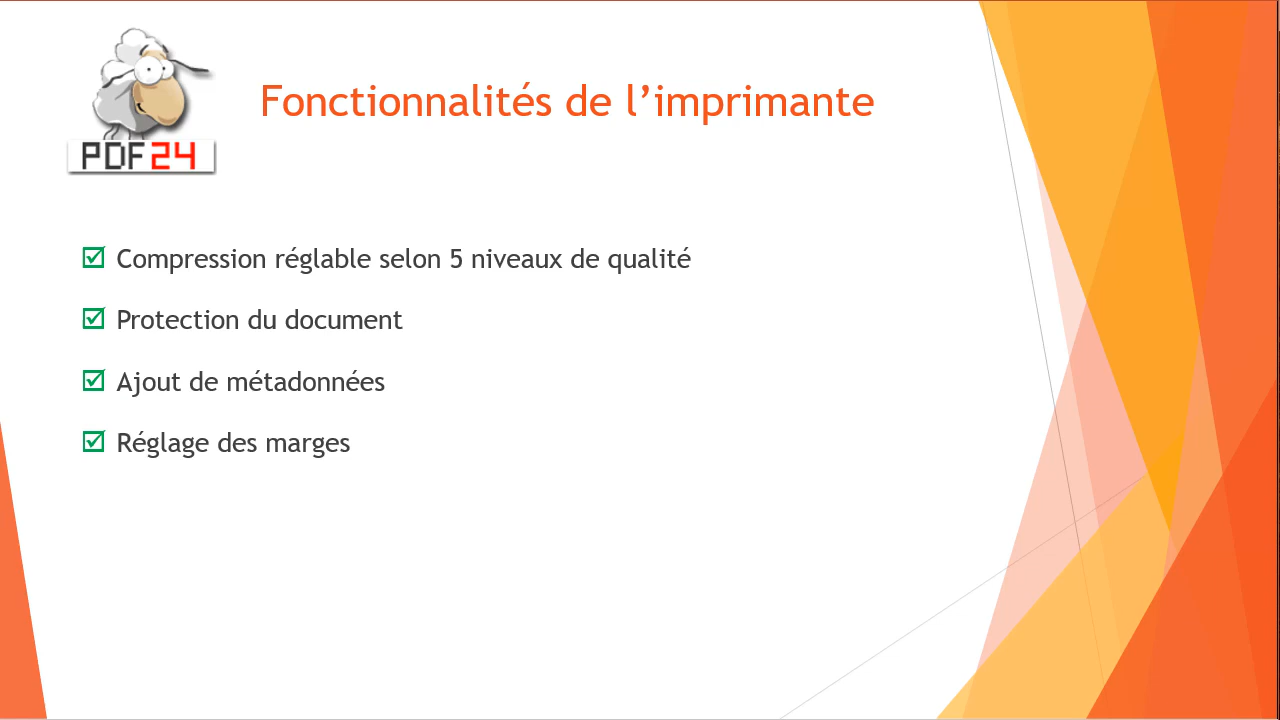 PDF24
Fonctionnalités de l’imprimante
Compression réglable selon 5 niveaux de qualité
Protection du document
Ajout de métadonnées
Réglage des marges